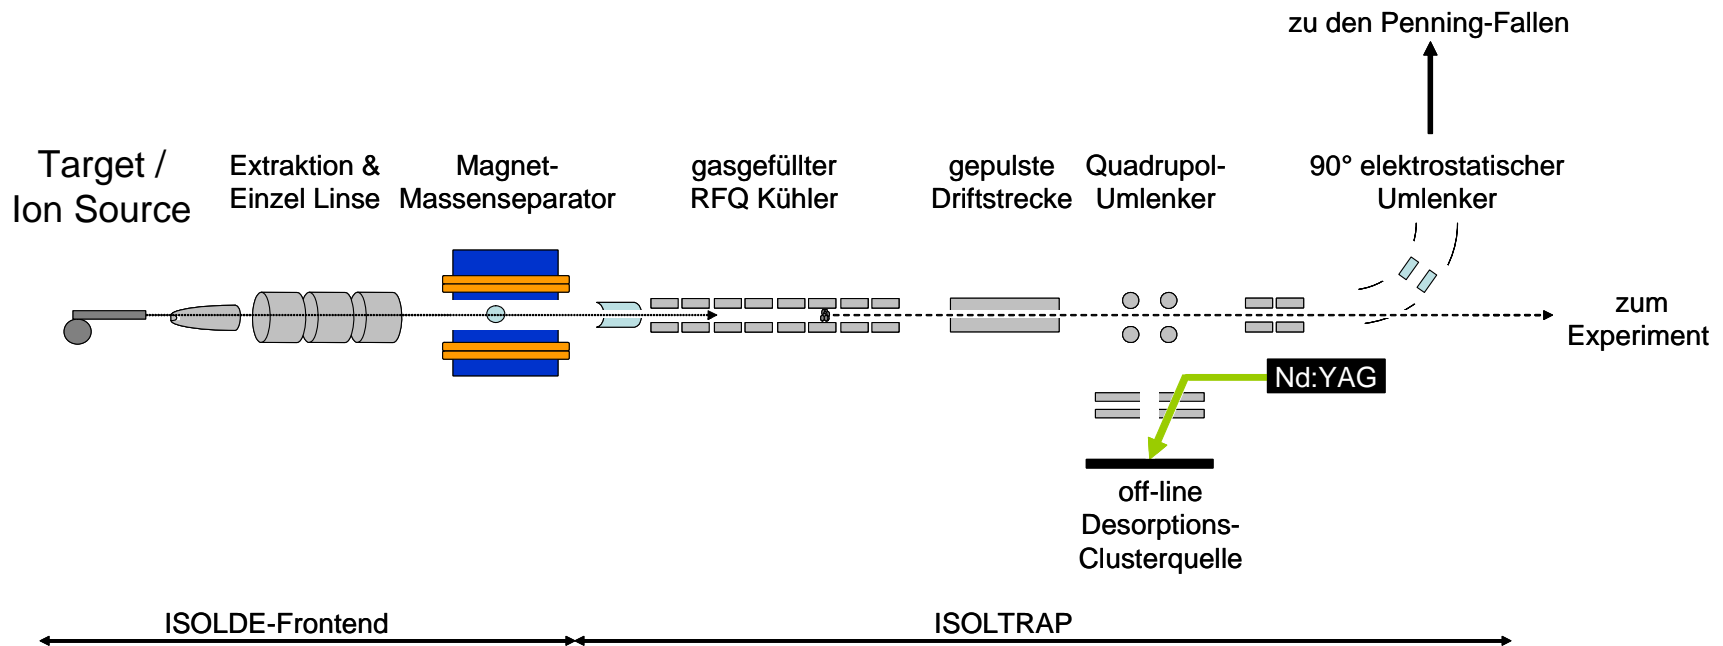 zu den Penning-Fallen
Target /
Ion Source
Extraktion &
Einzel Linse
Magnet-
Massenseparator
gasgefüllter
RFQ Kühler
gepulste
Driftstrecke
Quadrupol-
Umlenker
90° elektrostatischer
Umlenker
zum
Experiment
Nd:YAG
off-line
Desorptions-
Clusterquelle
ISOLDE-Frontend
ISOLTRAP